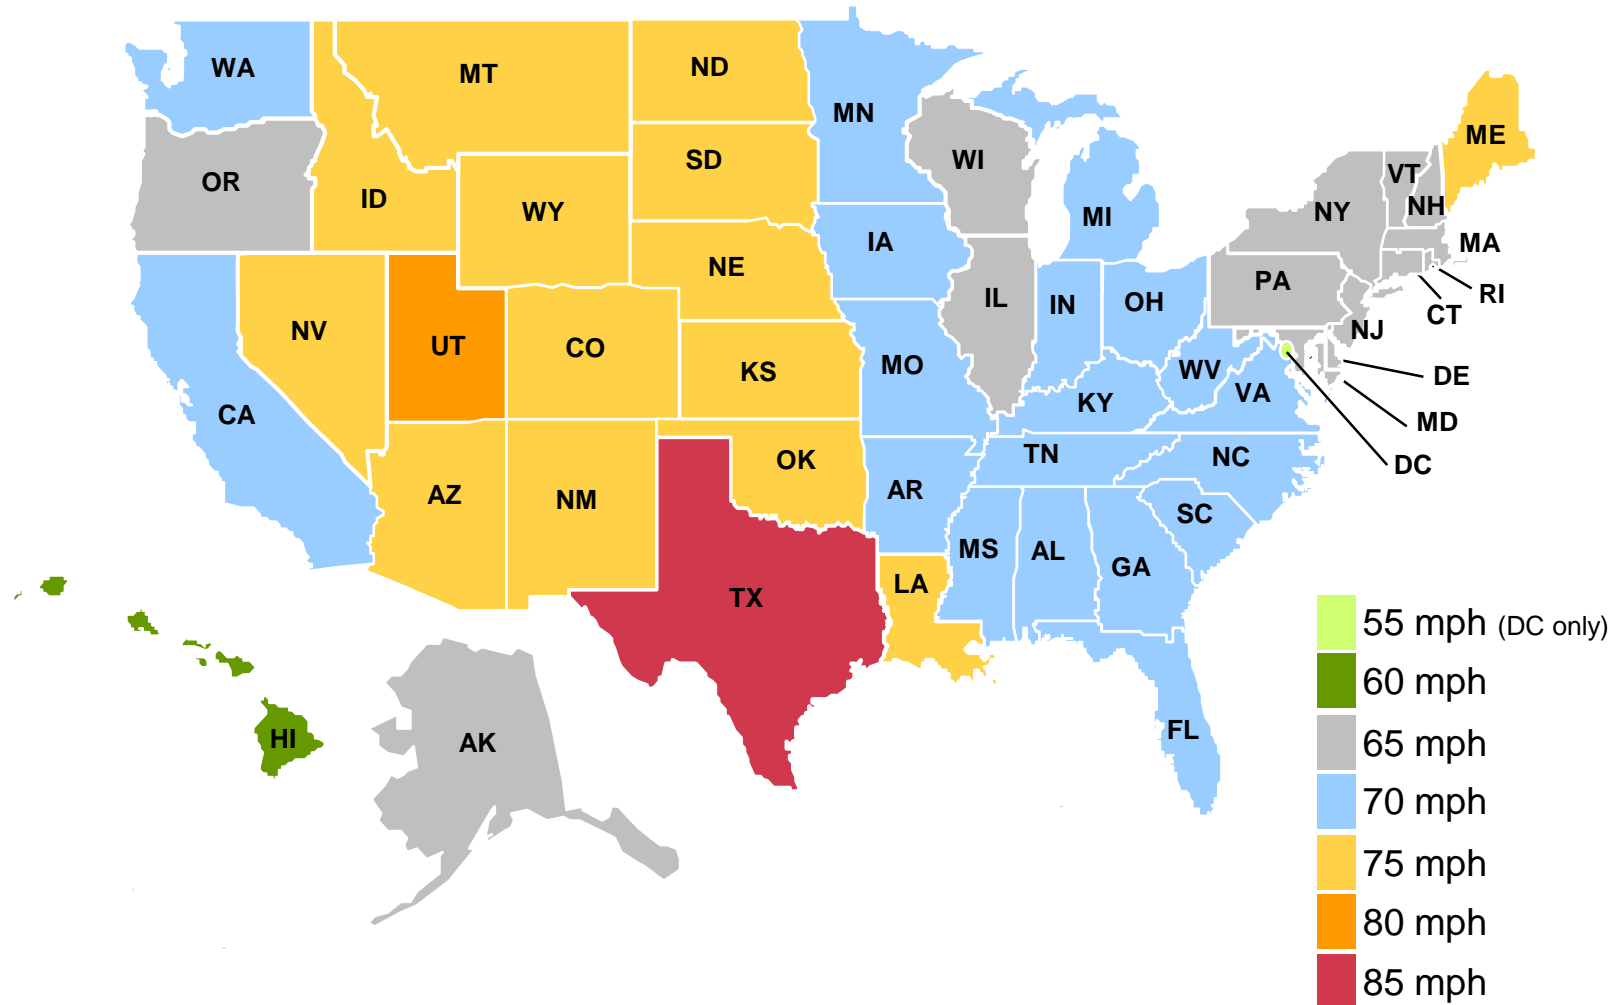 WA
MT
ND
MN
ME
SD
WI
VT
OR
ID
WY
NY
NH
MI
IA
MA
NE
PA
RI
IL
IN
OH
CT
NV
NJ
UT
CO
MO
KS
WV
DE
VA
KY
CA
MD
TN
NC
OK
DC
AR
AZ
NM
SC
MS
AL
GA
LA
TX
FL
HI
AK
55 mph (DC only)
60 mph
65 mph
70 mph
75 mph
80 mph
85 mph